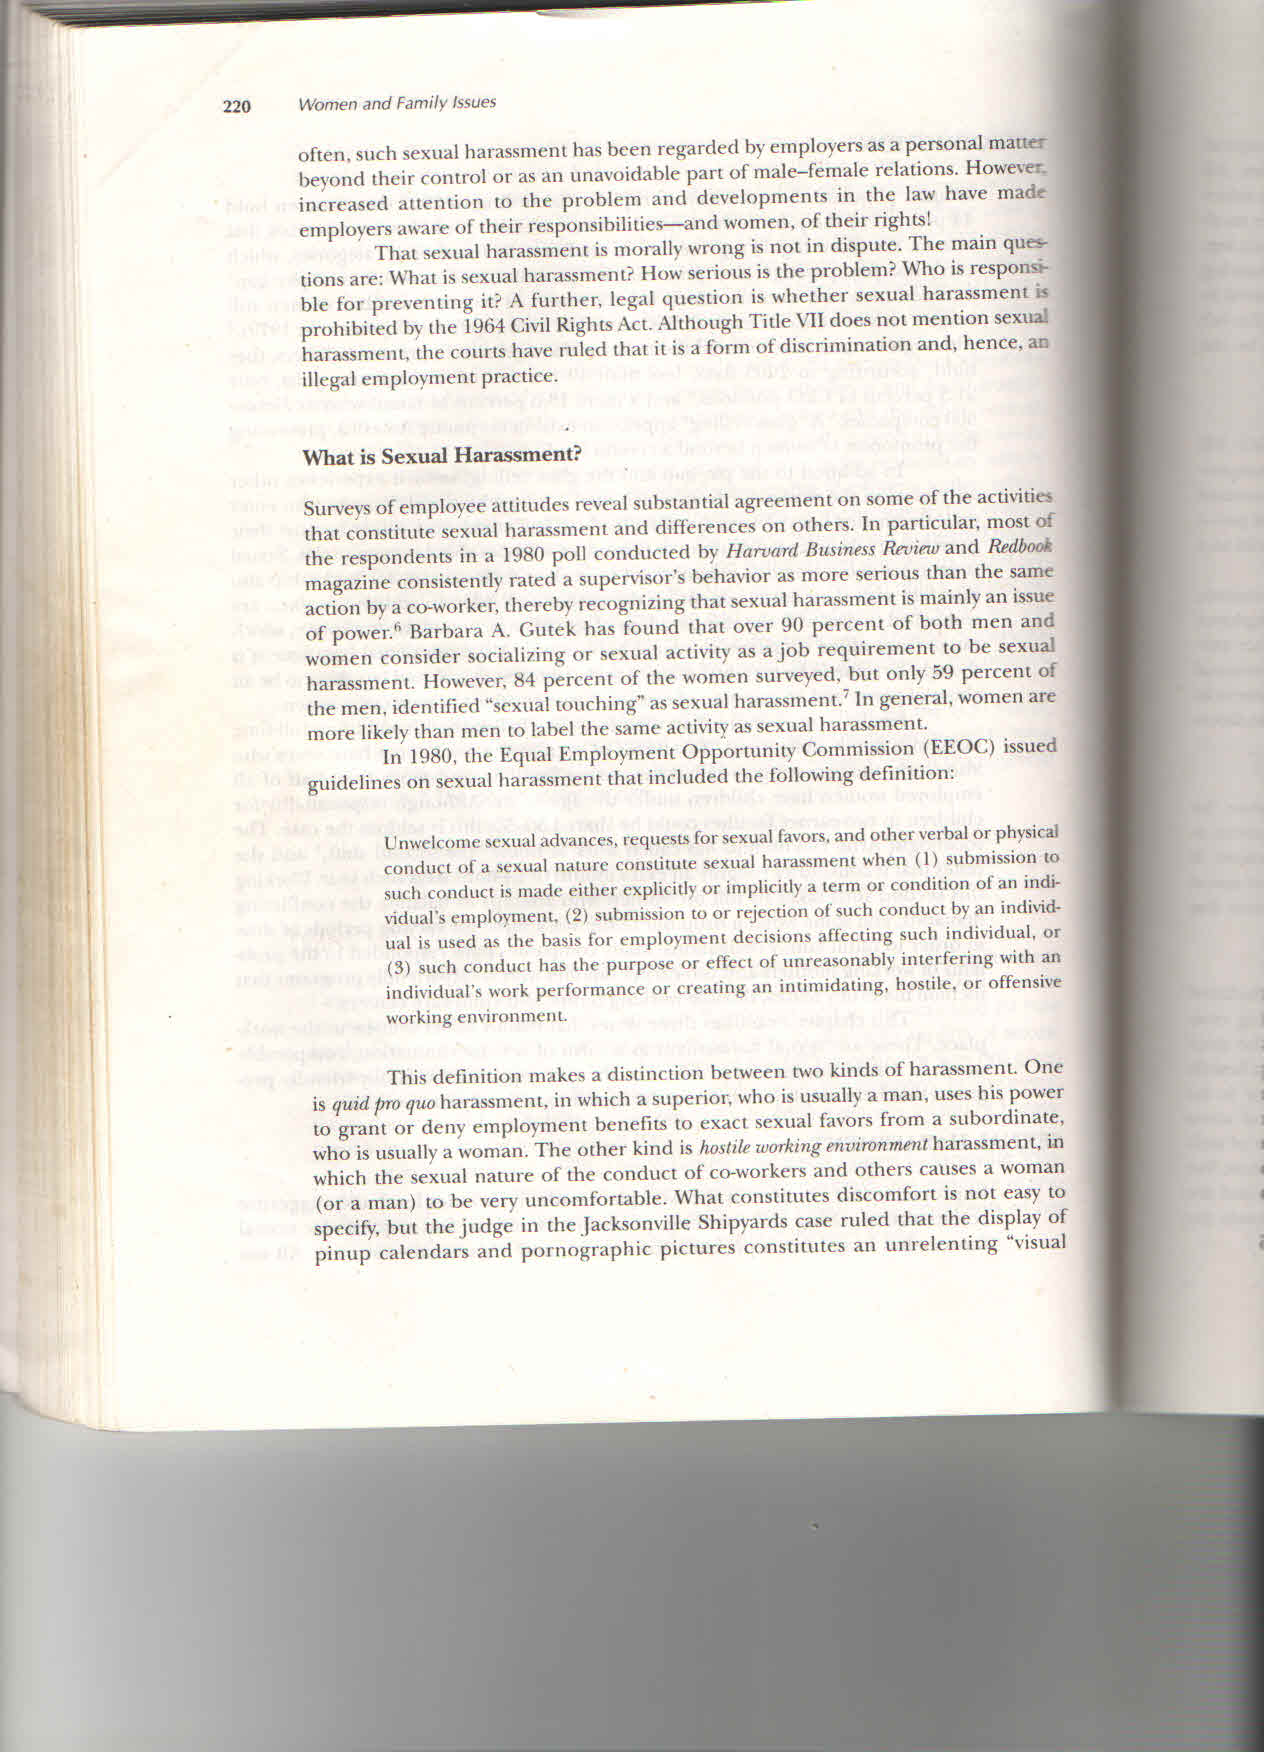 220 Women and Family Issues
often, such sexual harassment has been regarded by employers as a personal matter
beyond their control or as an unavoidable part of male–female relations. However,
increased attention to the problem and developments in the law have made
employers aware of their responsibilities—and women, of their rights!
That sexual harassment is morally wrong is not in dispute. The main ques-
tions are: What is sexual harassment? How serious is the problem? Who is responsi-
ble for preventing it? A further, legal question is whether sexual harassment is
prohibited by the 1964 Civil Rights Act. Although Title VII does not mention sexual
harassment, the courts have ruled that it is a form of discrimination and, hence, an
illegal employment practice.
What is Sexual Harassment?
Surveys of employee attitudes reveal substantial agreement on some of the activities
that constitute sexual harassment and differences on others. In particular, most of
the respondents in a 1980 poll conducted by Harvard Business Review and Redbook
magazine consistently rated a supervisor's behavior as more serious than the same
action by a co-worker, thereby recognizing that sexual harassment is mainly an issue
of power.⁶ Barbara A. Gutek has found that over 90 percent of both men and
women consider socializing or sexual activity as a job requirement to be sexual
harassment. However, 84 percent of the women surveyed, but only 59 percent of
the men, identified “sexual touching” as sexual harassment.⁷ In general, women are
more likely than men to label the same activity as sexual harassment.
In 1980, the Equal Employment Opportunity Commission (EEOC) issued
guidelines on sexual harassment that included the following definition:
Unwelcome sexual advances, requests for sexual favors, and other verbal or physical
conduct of a sexual nature constitute sexual harassment when (1) submission to
such conduct is made either explicitly or implicitly a term or condition of an indi-
vidual's employment, (2) submission to or rejection of such conduct by an individ-
ual is used as the basis for employment decisions affecting such individual, or
(3) such conduct has the purpose or effect of unreasonably interfering with an
individual's work performance or creating an intimidating, hostile, or offensive
working environment.
This definition makes a distinction between two kinds of harassment. One
is quid pro quo harassment, in which a superior, who is usually a man, uses his power
to grant or deny employment benefits to exact sexual favors from a subordinate,
who is usually a woman. The other kind is hostile working environment harassment, in
which the sexual nature of the conduct of co-workers and others causes a woman
(or a man) to be very uncomfortable. What constitutes discomfort is not easy to
specify, but the judge in the Jacksonville Shipyards case ruled that the display of
pinup calendars and pornographic pictures constitutes an unrelenting “visual